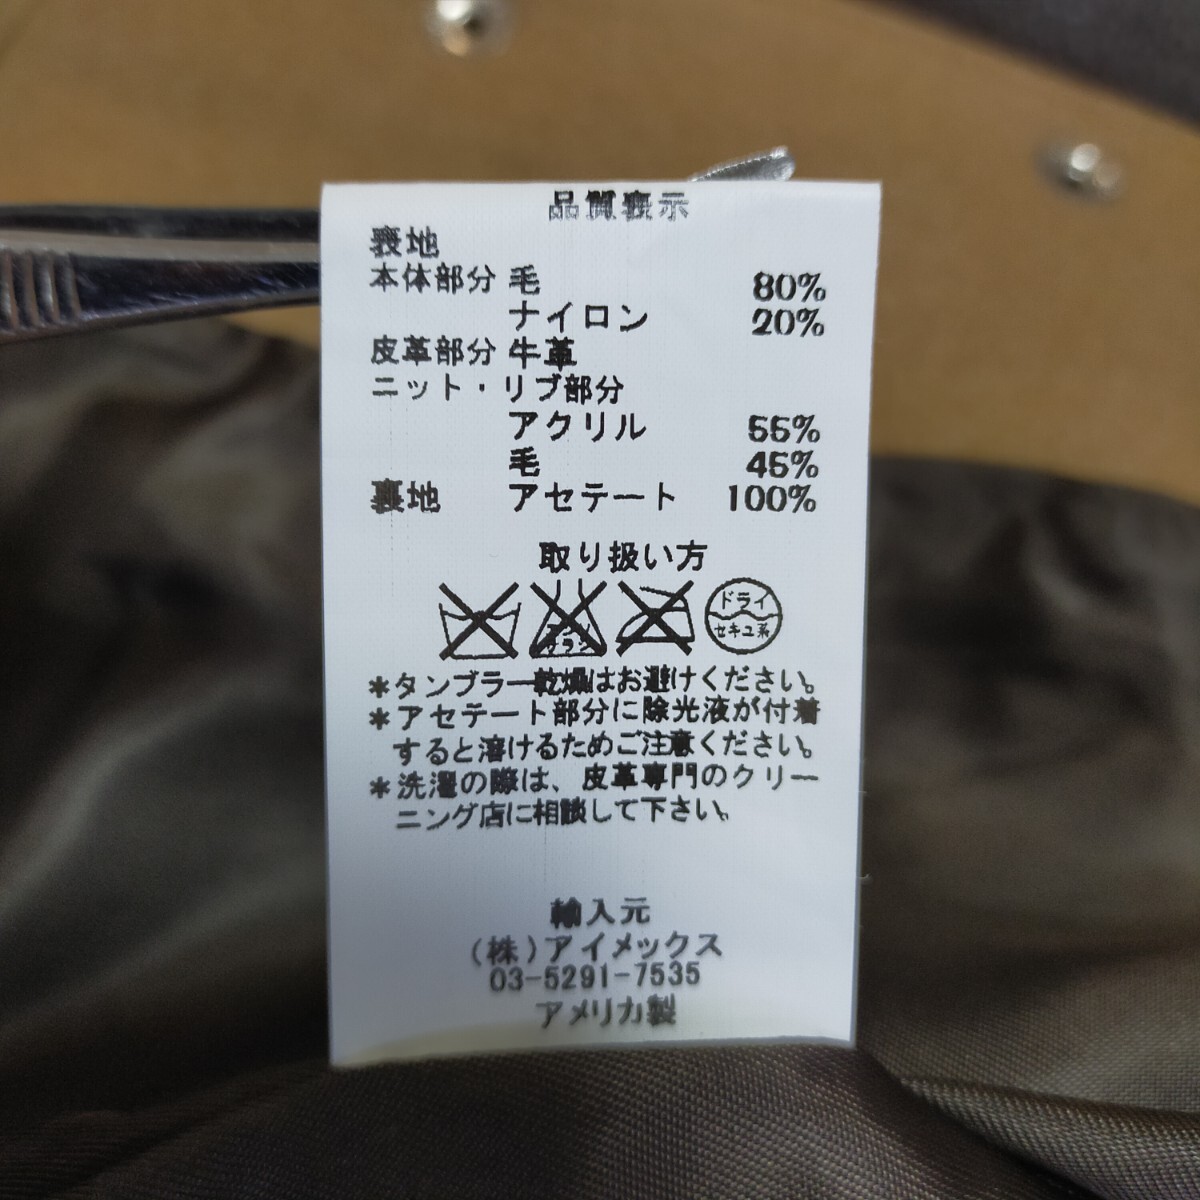 品質表示
表地
本体部分 毛 80%
ナイロン 20%
皮革部分 牛革
ニット・リブ部分
アクリル 55%
毛 45%
裏地 アセテート 100%
取り扱い方
ドライ
セキユ系
*タンブラー乾燥はお避けください。
*アセテート部分に除光液が付着
すると溶けるためご注意ください。
*洗濯の際は、皮革専門のクリー
ニング店に相談して下さい。
輸入元
(株)アイメックス
03-5291-7535
アメリカ製